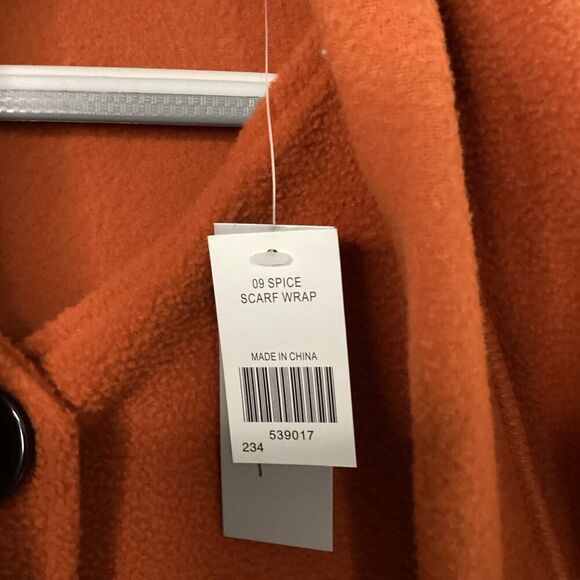 09 SPICE
SCARF WRAP
MADE IN CHINA
539017
234